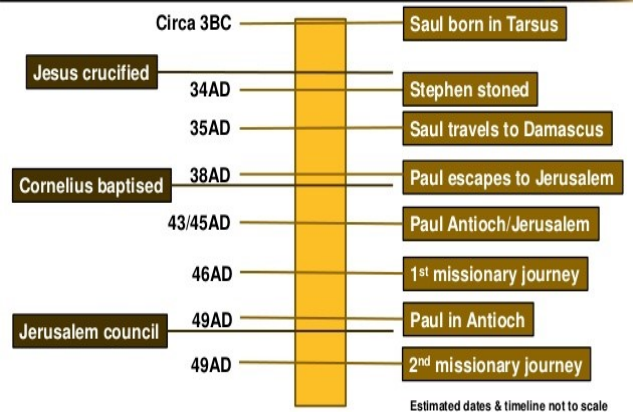 Circa 3BC
Saul born in Tarsus
Jesus crucified
34AD
Stephen stoned
35AD
Saul travels to Damascus
38AD
Paul escapes to Jerusalem
Cornelius baptised
43/45AD
Paul Antioch/Jerusalem
46AD
1st missionary journey
49AD
Paul in Antioch
Jerusalem council
49AD
2nd missionary journey
Estimated dates & timeline not to scale